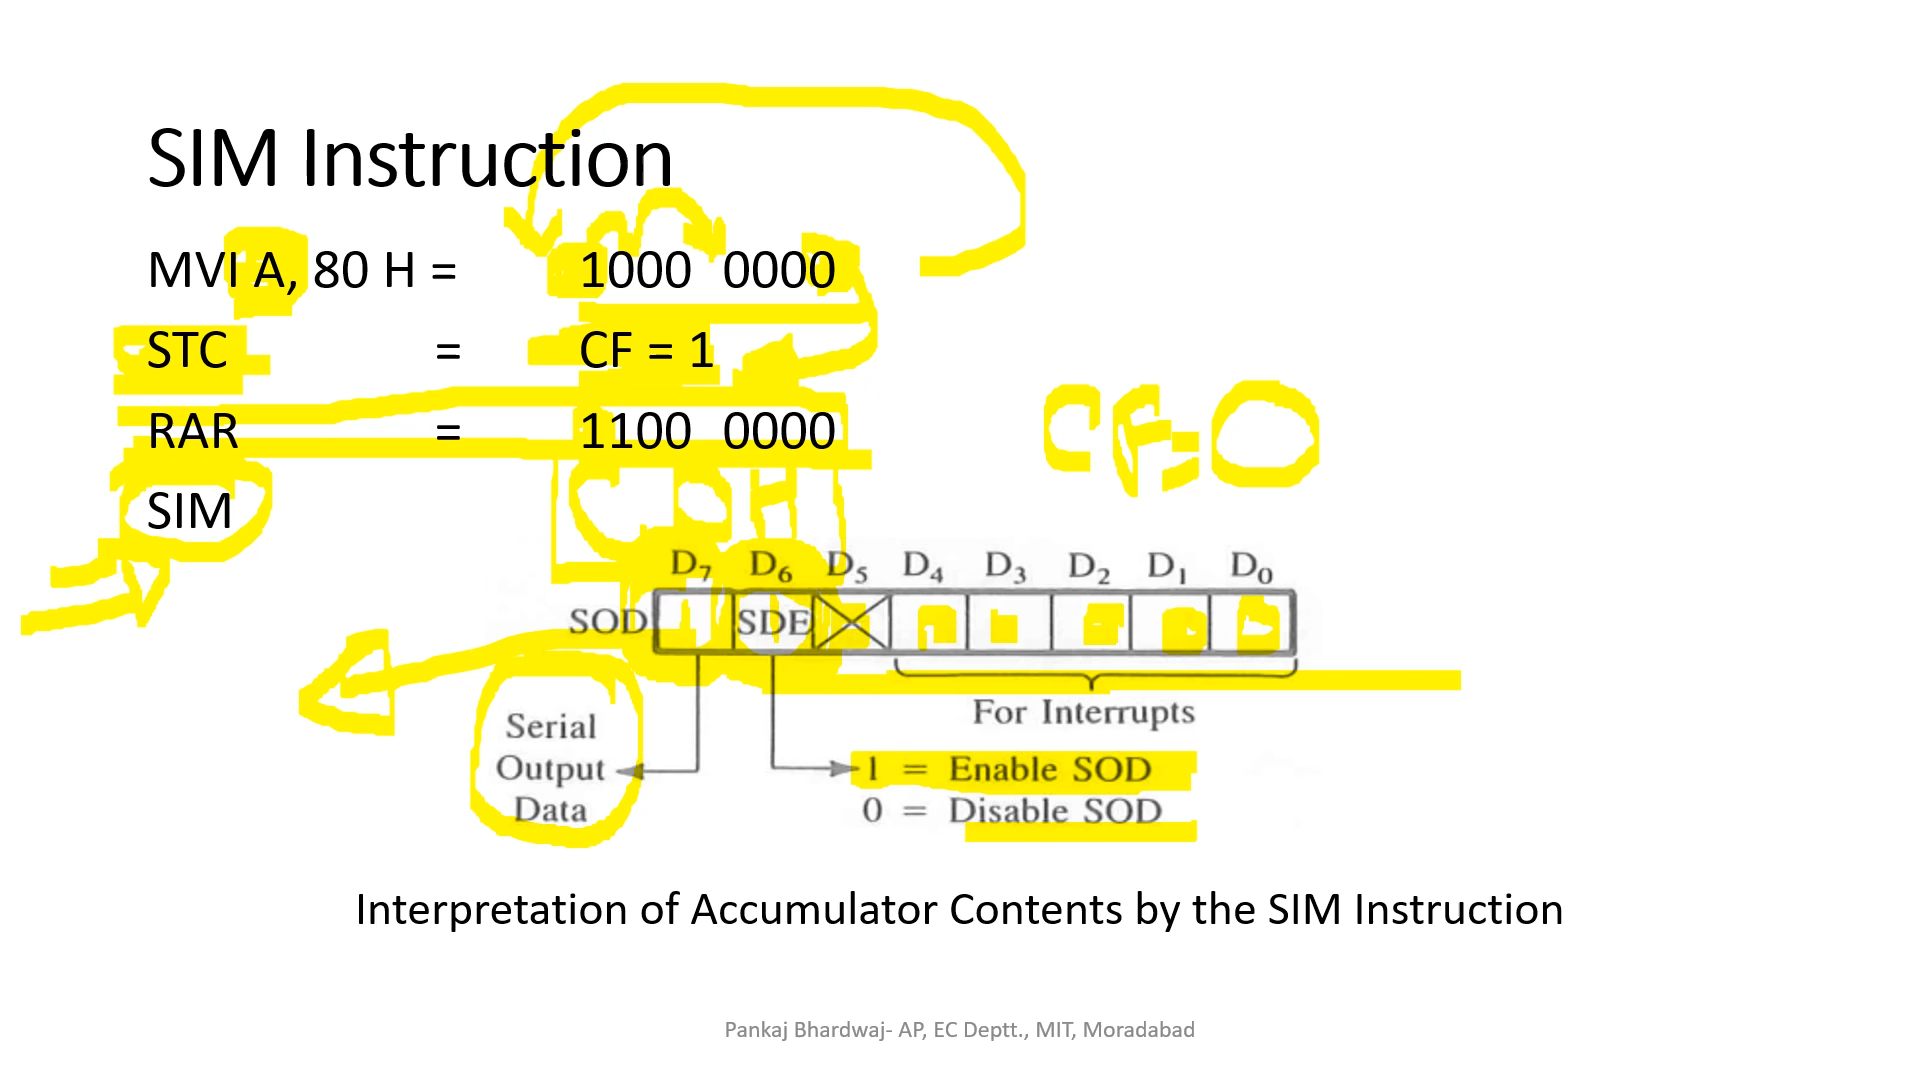 SIM Instruction
MVI A, 80 H = 1000 0000
STC = CF = 1
RAR = 1100 0000
CF=0
SIM
C0H
D7 D6 D5 D4 D3 D2 D1 D0
SOD SDE
For Interrupts
Serial
Output
Data
1 = Enable SOD
0 = Disable SOD
Interpretation of Accumulator Contents by the SIM Instruction
Pankaj Bhardwaj- AP, EC Deptt., MIT, Moradabad